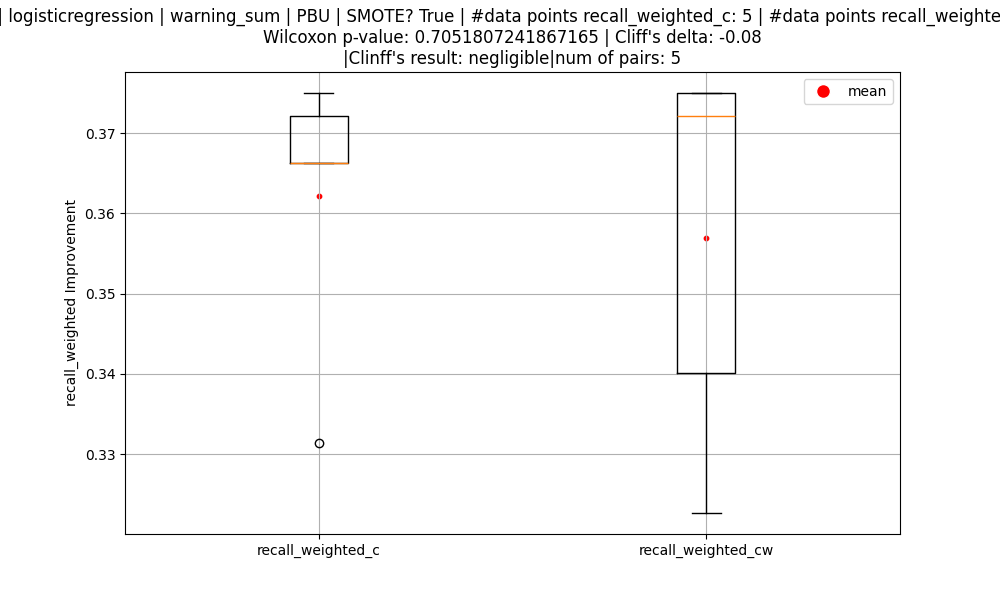 | logisticregression | warning_sum | PBU | SMOTE? True | #data points recall_weighted_c: 5 | #data points
Wilcoxon p-value: 0.7051807241867165 | Cliff's delta: -0.08
|Clinff's result: negligible|num of pairs: 5
mean
0.37
0.36
0.35
0.34
0.33
recall_weighted Improvement
recall_weighted_c
recall_weighted_cw